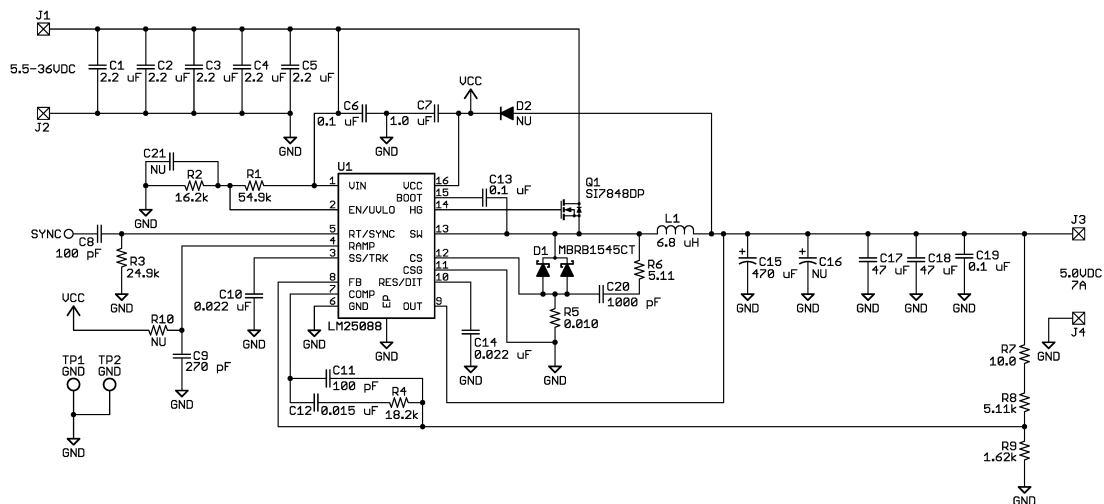 J1
5.5-36VDC
C1
2.2 uF
C2
2.2 uF
C3
2.2 uF
C4
2.2 uF
C5
2.2 uF
J2
GND
C6
0.1 uF
C7
1.0 uF
VCC
D2
NU
GND
C21
NU
R2
16.2k
R1
54.9k
GND
U1
1 VIN
2 EN/UVLO
5 RT/SYNC
4 RAMP
3 SS/TRK
8 FB
7 COMP
6 GND
EP
VCC 16
BOOT 15
HG 14
SW 13
CS 12
CSG 11
RES/DIT 10
OUT 9
LM25088
GND
GND
C13
0.1 uF
Q1
SI7848DP
SYNC
C8
100 pF
R3
24.9k
GND
C10
0.022 uF
GND
VCC
R10
NU
C9
270 pF
GND
TP1
GND
TP2
GND
GND
C11
100 pF
C12
0.015 uF
R4
18.2k
C14
0.022 uF
GND
D1
MBRB1545CT
R6
5.11
C20
1000 pF
R5
0.010
GND
L1
6.8 uH
C15
470 uF
GND
C16
NU
GND
C17
47 uF
GND
C18
47 uF
GND
C19
0.1 uF
GND
J3
5.0VDC
7A
J4
GND
R7
10.0
R8
5.11k
R9
1.62k
GND